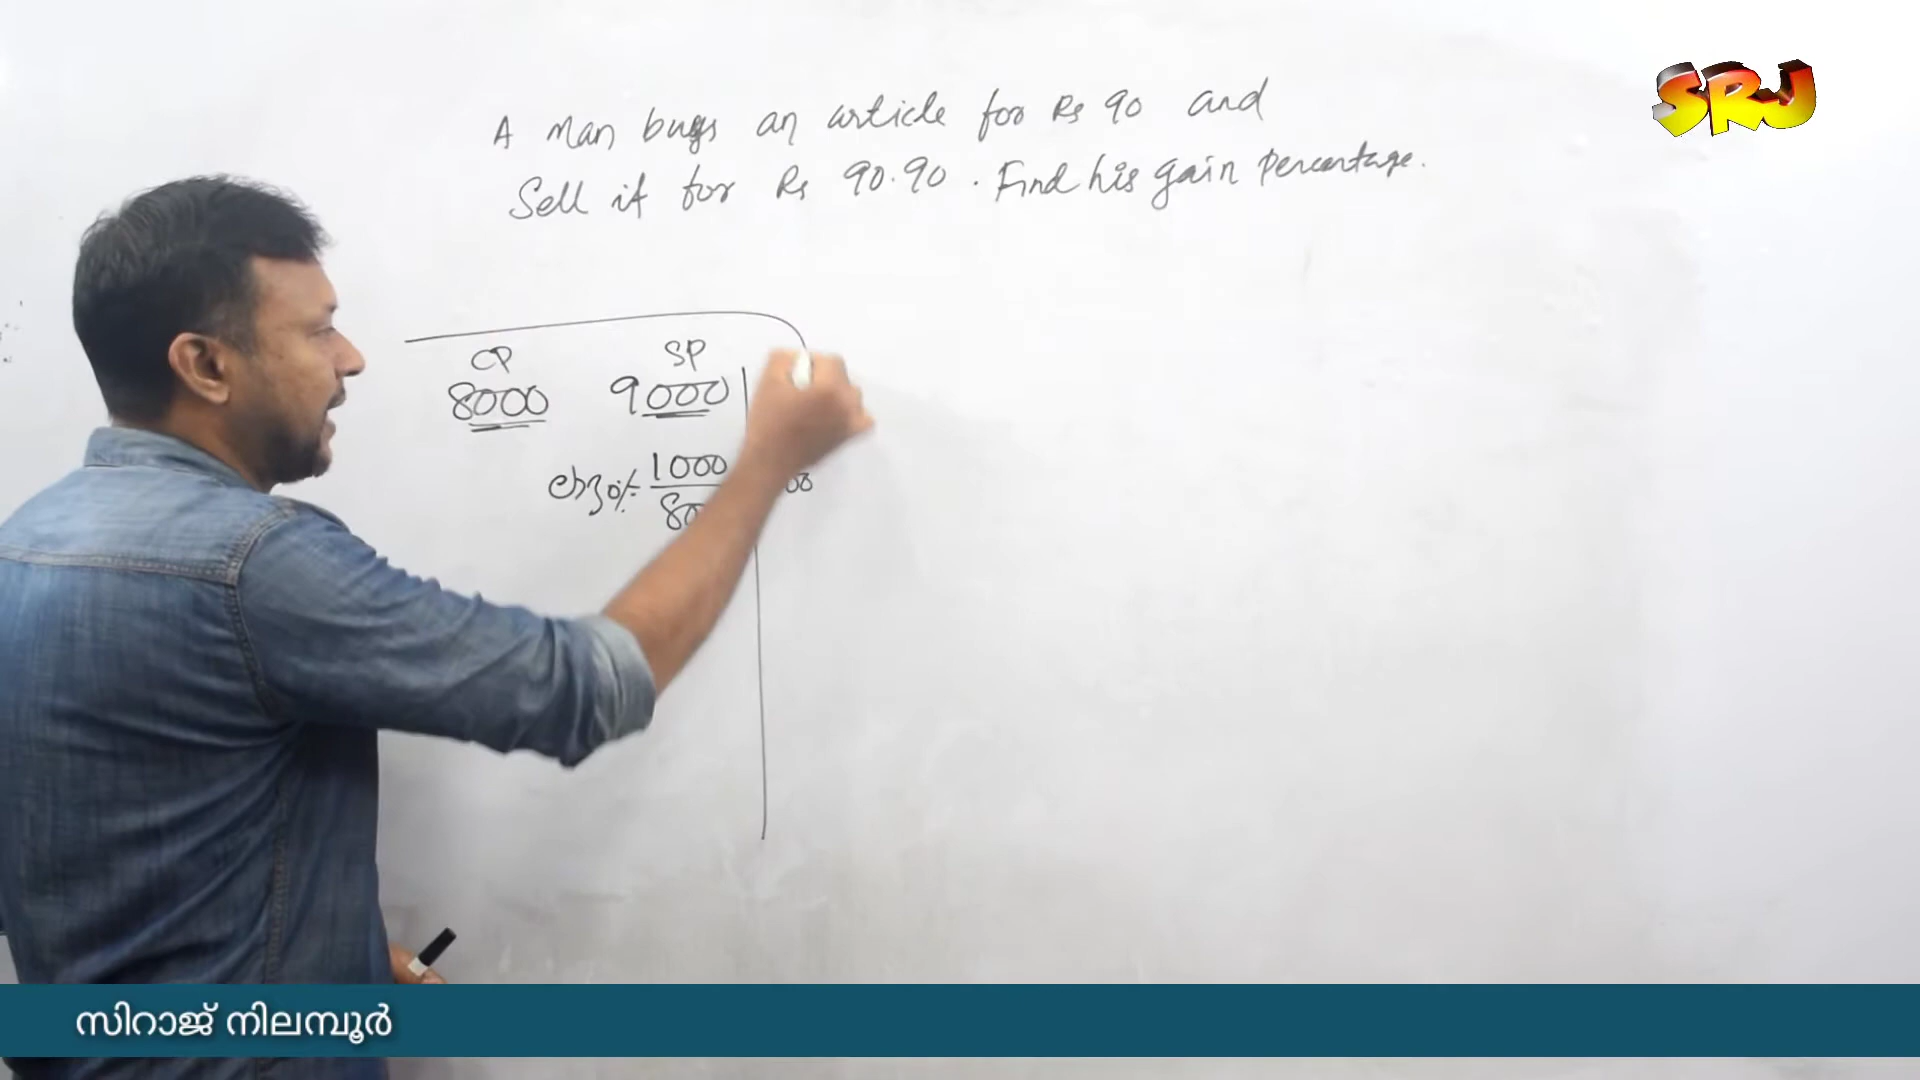 SRJ
A man buys an article for Rs 90 and
Sell it for Rs 90.90 . Find his gain percentage.
CP SP
8000 9000
1000
80
സിറാജ് നിലമ്പൂർ